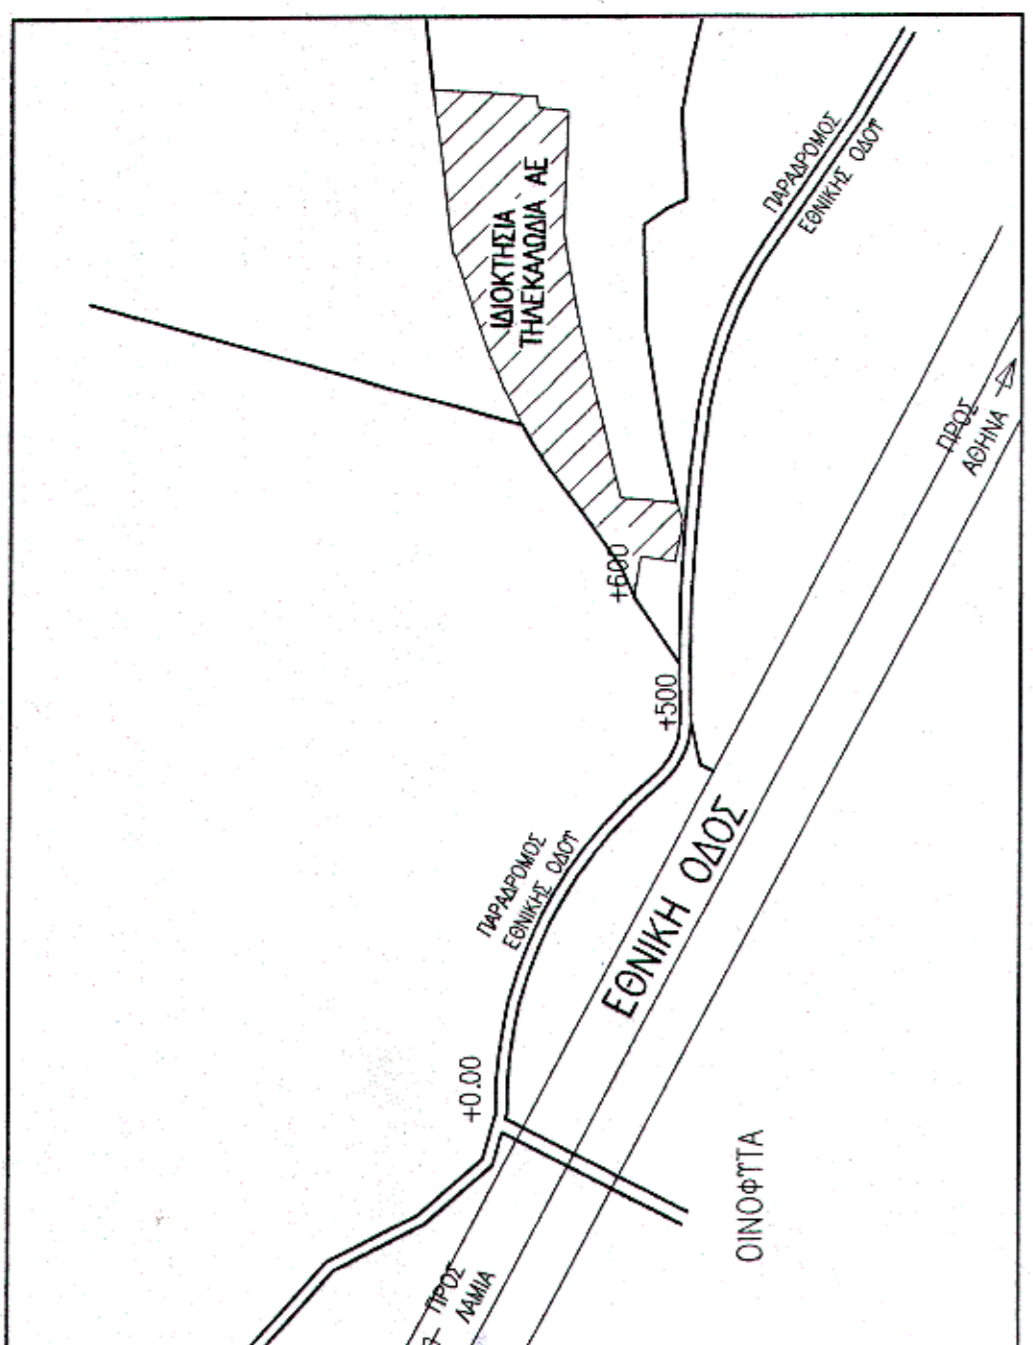 ΠΑΡΑΔΡΟΜΟΣ
ΕΘΝΙΚΗΣ ΟΔΟΥ
ΙΔΙΟΚΤΗΣΙΑ
ΤΗΛΕΚΑΛΩΔΙΑ ΑΕ
ΠΡΟΣ
ΑΘΗΝΑ
+600
+500
ΕΘΝΙΚΗ ΟΔΟΣ
ΠΑΡΑΔΡΟΜΟΣ
ΕΘΝΙΚΗΣ ΟΔΟΥ
+0.00
ΟΙΝΟΦΥΤΑ
ΠΡΟΣ
ΛΑΜΙΑ